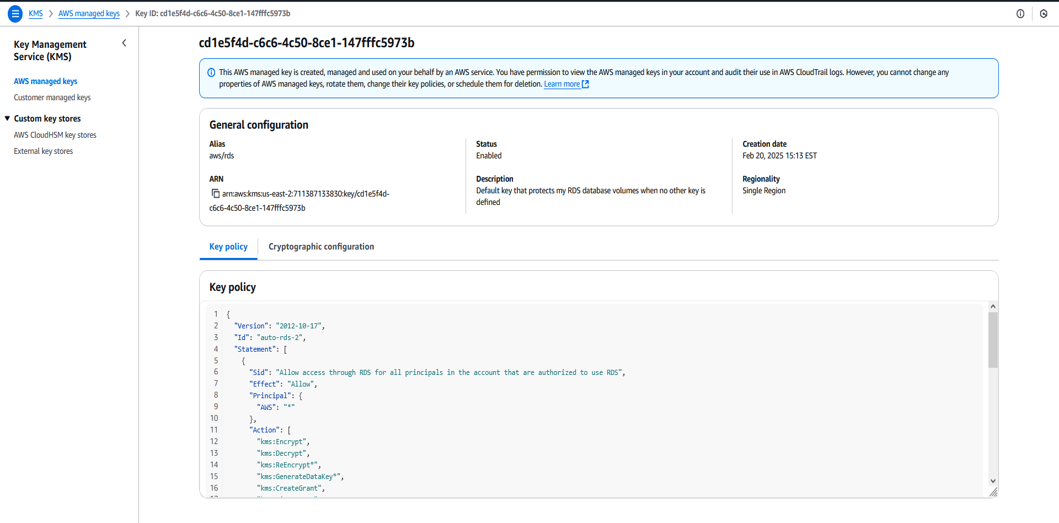 KMS > AWS managed keys > Key ID: cd1e5f4d-c6c6-4c50-8ce1-147fffc5973b
Key Management
Service (KMS)
AWS managed keys
Customer managed keys
Custom key stores
AWS CloudHSM key stores
External key stores
cd1e5f4d-c6c6-4c50-8ce1-147fffc5973b
This AWS managed key is created, managed and used on your behalf by an AWS service. You have permission to view the AWS managed keys in your account and audit their use in AWS CloudTrail logs. However, you cannot change any
properties of AWS managed keys, rotate them, change their key policies, or schedule them for deletion. Learn more
General configuration
Alias
aws/rds
ARN
arn:aws:kms:us-east-2:711387133830:key/cd1e5f4d-
c6c6-4c50-8ce1-147fffc5973b
Status
Enabled
Description
Default key that protects my RDS database volumes when no other key is
defined
Creation date
Feb 20, 2025 15:13 EST
Regionality
Single Region
Key policy
Cryptographic configuration
Key policy
1 {
2 "Version": "2012-10-17",
3 "Id": "auto-rds-2",
4 "Statement": [
5 {
6 "Sid": "Allow access through RDS for all principals in the account that are authorized to use RDS",
7 "Effect": "Allow",
8 "Principal": {
9 "AWS": "*"
10 },
11 "Action": [
12 "kms:Encrypt",
13 "kms:Decrypt",
14 "kms:ReEncrypt*",
15 "kms:GenerateDataKey*",
16 "kms:CreateGrant",